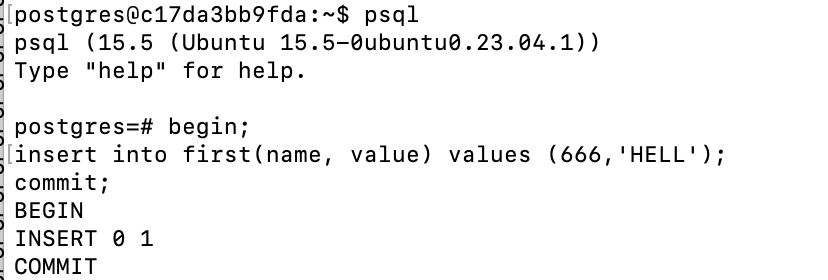 [postgres@c17da3bb9fda:~$ psql
psql (15.5 (Ubuntu 15.5-0ubuntu0.23.04.1))
Type "help" for help.
postgres=# begin;
[insert into first(name, value) values (666,'HELL');
commit;
BEGIN
INSERT 0 1
COMMIT